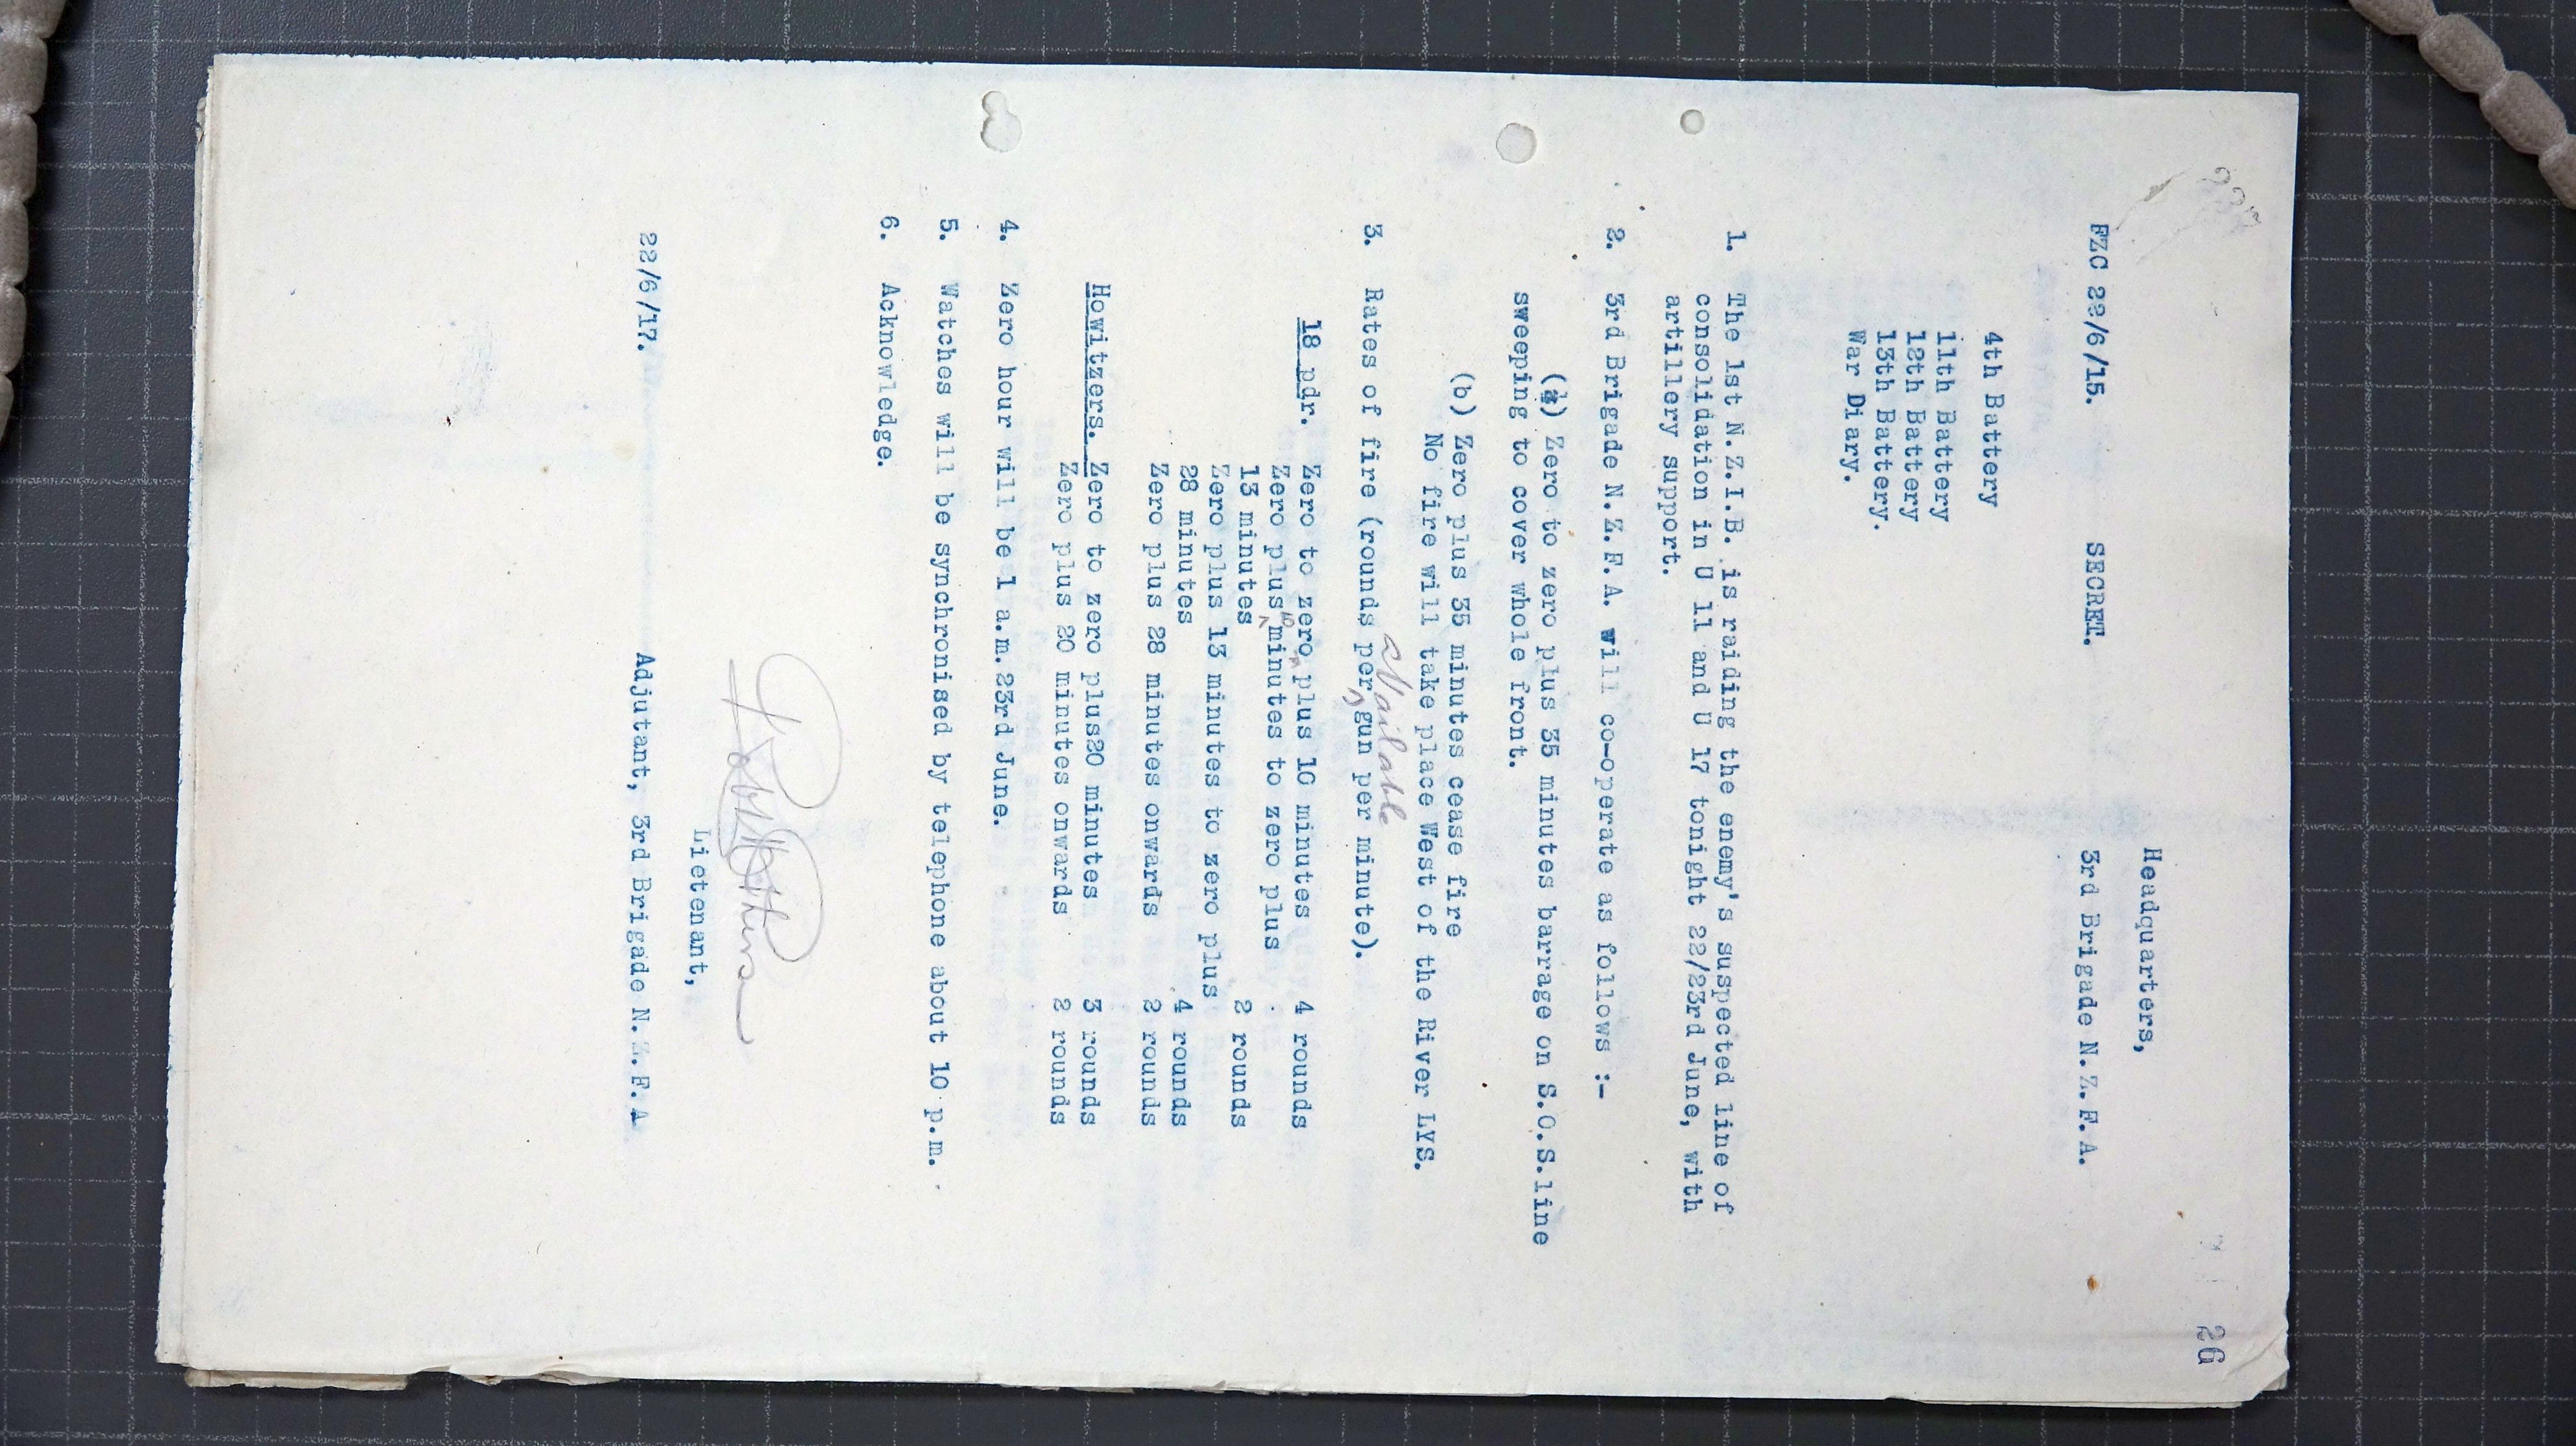 26
Headquarters,
FZC 22/6/15. SECRET. 3rd Brigade N.Z.F.A.
4th Battery
11th Battery
12th Battery
13th Battery.
War Diary.
1. The 1st N.Z.I.B. is raiding the enemy's suspected line of
consolidation in U 11 and U 17 tonight 22/23rd June, with
artillery support.
2. 3rd Brigade N.Z.F.A. will co-operate as follows :-
(a) Zero to zero plus 35 minutes barrage on S.O.S.line
sweeping to cover whole front.
(b) Zero plus 35 minutes cease fire
No fire will take place West of the River LYS.
3. Rates of fire (rounds per available gun per minute).
18 pdr. Zero to zero plus 10 minutes 4 rounds
Zero plus 10 minutes to zero plus
13 minutes 2 rounds
Zero plus 13 minutes to zero plus
28 minutes 4 rounds
Zero plus 28 minutes onwards 2 rounds
Howitzers. Zero to zero plus20 minutes 3 rounds
Zero plus 20 minutes onwards 2 rounds
4. Zero hour will be 1 a.m.23rd June.
5. Watches will be synchronised by telephone about 10 p.m.
6. Acknowledge.
Lietenant,
22/6/17. Adjutant, 3rd Brigade N.Z.F.A